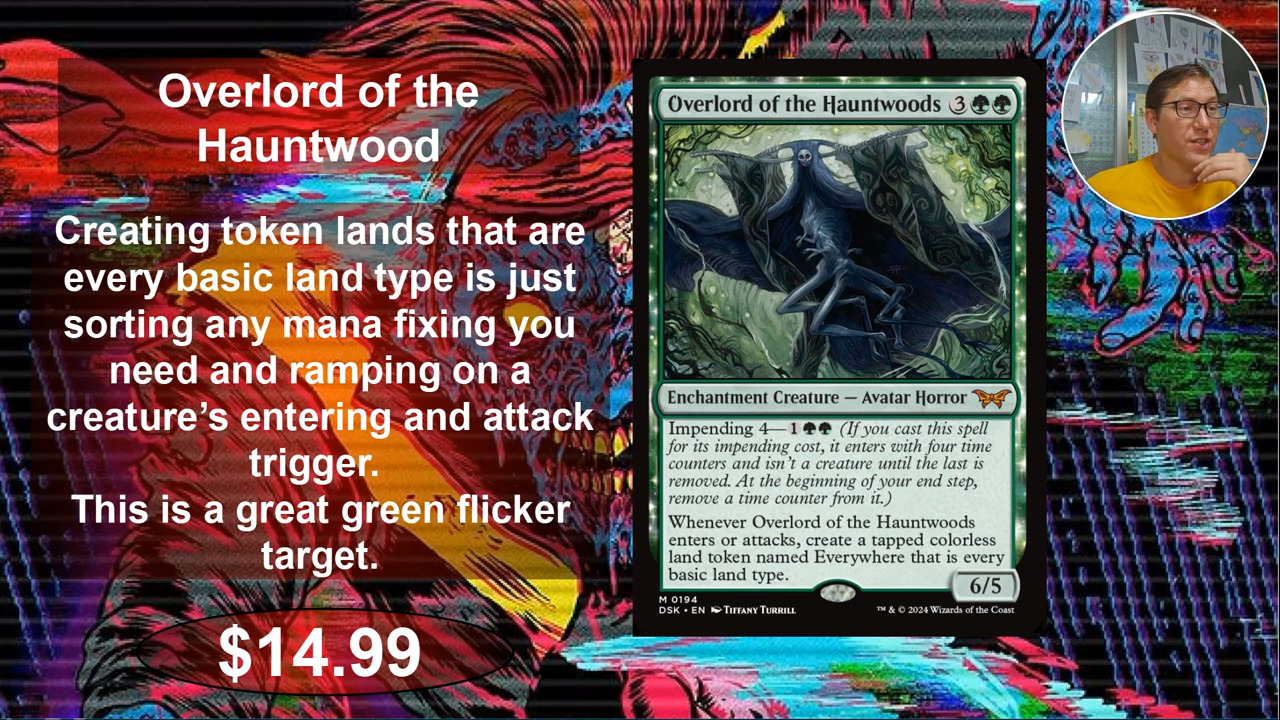 Overlord of the
Hauntwood
Creating token lands that are
every basic land type is just
sorting any mana fixing you
need and ramping on a
creature’s entering and attack
trigger.
This is a great green flicker
target.
$14.99
Overlord of the Hauntwoods 3
Enchantment Creature — Avatar Horror
Impending 4—1 (If you cast this spell
for its impending cost, it enters with four time
counters and isn't a creature until the last is
removed. At the beginning of your end step,
remove a time counter from it.)
Whenever Overlord of the Hauntwoods
enters or attacks, create a tapped colorless
land token named Everywhere that is every
basic land type.
6/5
M 0194
DSK • EN Tiffany Turrill
™ & © 2024 Wizards of the Coast